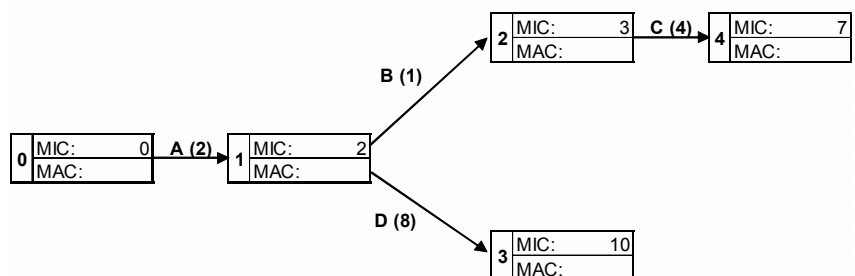 2 MIC: 3 C (4) 4 MIC: 7
MAC: MAC:
B (1)
0 MIC: 0 A (2) 1 MIC: 2
MAC: MAC:
D (8)
3 MIC: 10
MAC: